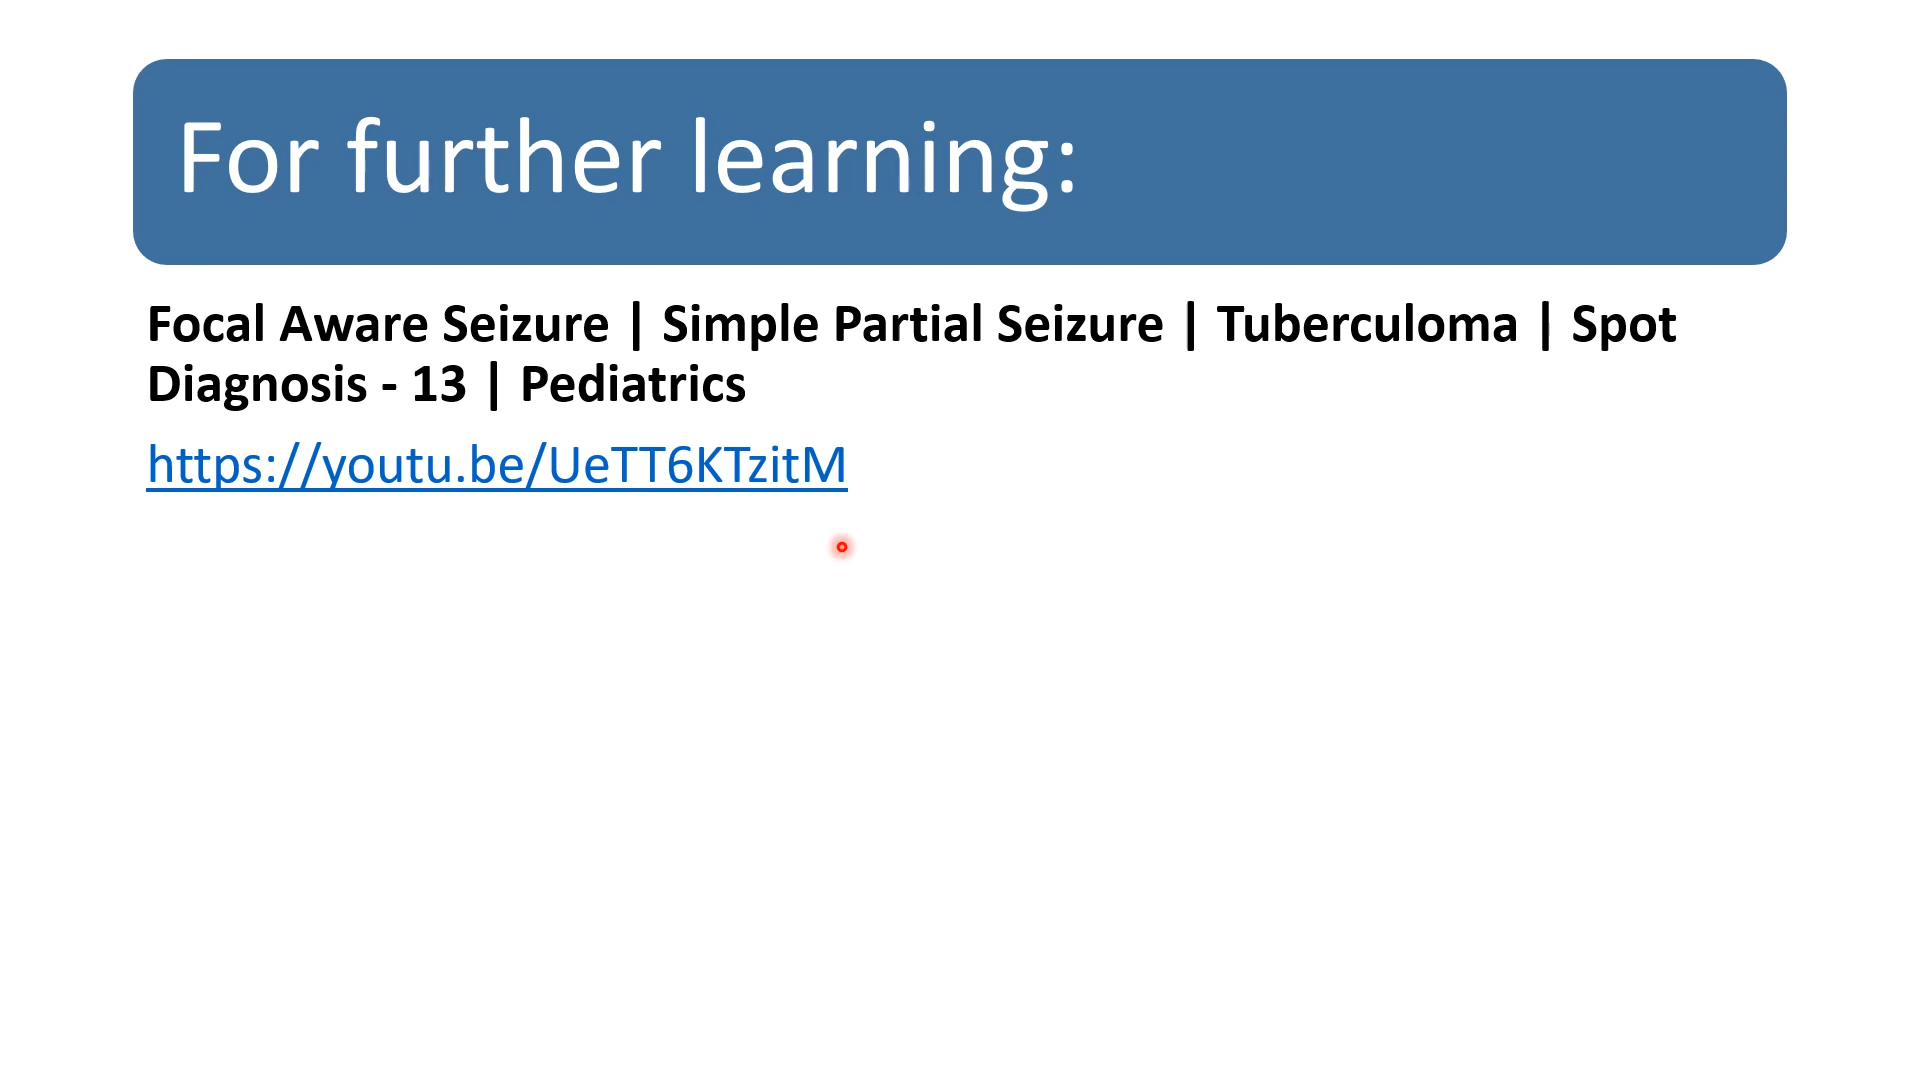 For further learning:
Focal Aware Seizure | Simple Partial Seizure | Tuberculoma | Spot
Diagnosis - 13 | Pediatrics
https://youtu.be/UeTT6KTzitM